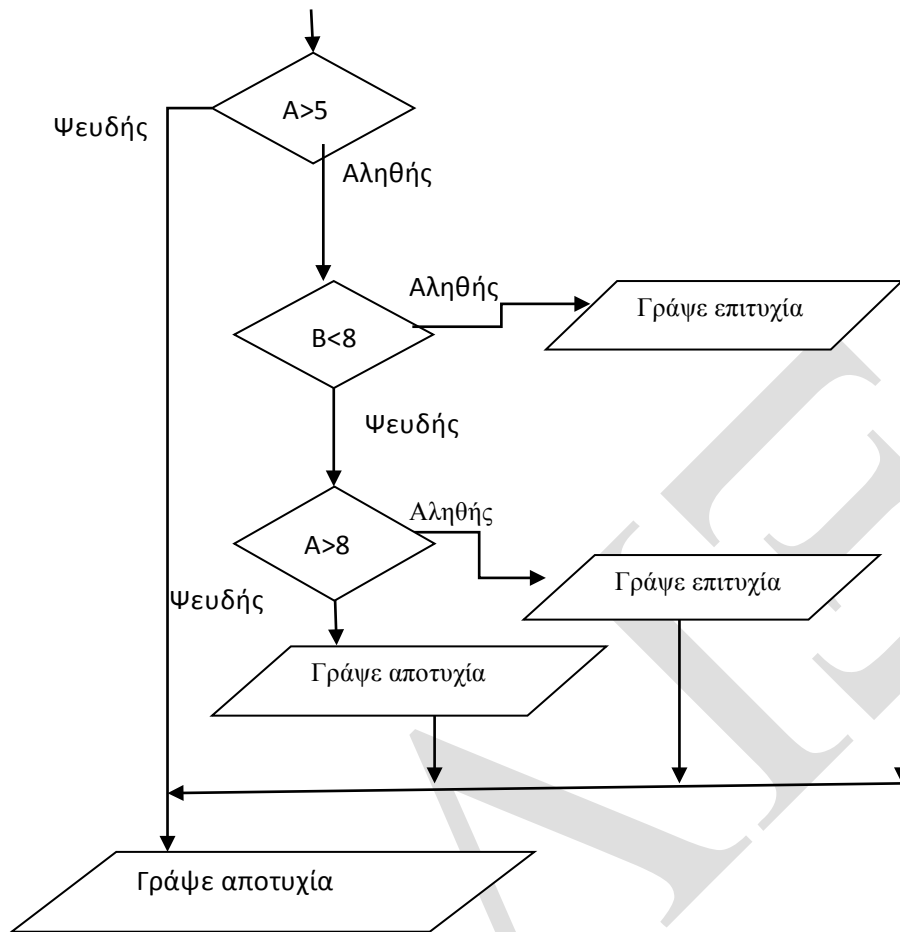 A>5
Ψευδής
Αληθής
Αληθής
Γράψε επιτυχία
B<8
Ψευδής
Αληθής
A>8
Γράψε επιτυχία
Ψευδής
Γράψε αποτυχία
Γράψε αποτυχία